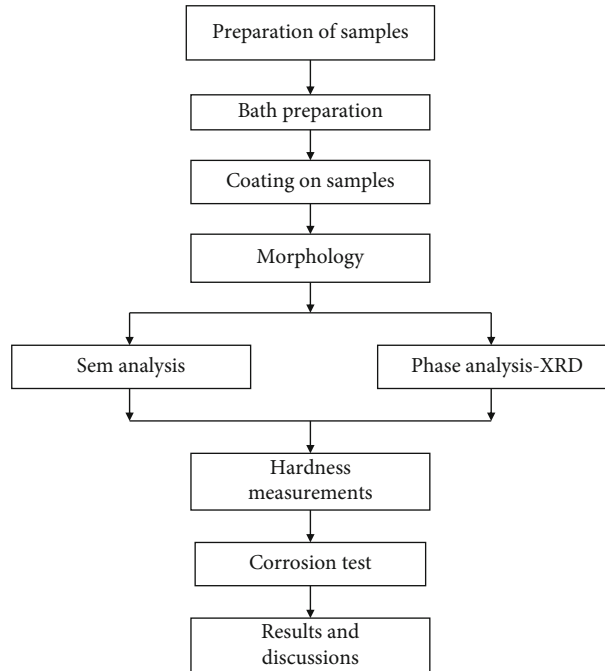 Preparation of samples
Bath preparation
Coating on samples
Morphology
Sem analysis
Phase analysis-XRD
Hardness
measurements
Corrosion test
Results and
discussions